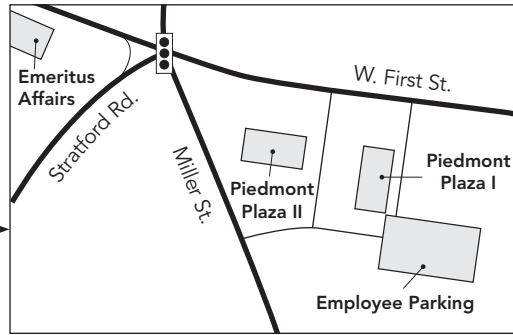 Emeritus
Affairs
Stratford Rd.
W. First St.
Miller St.
Piedmont
Plaza II
Piedmont
Plaza I
Employee Parking